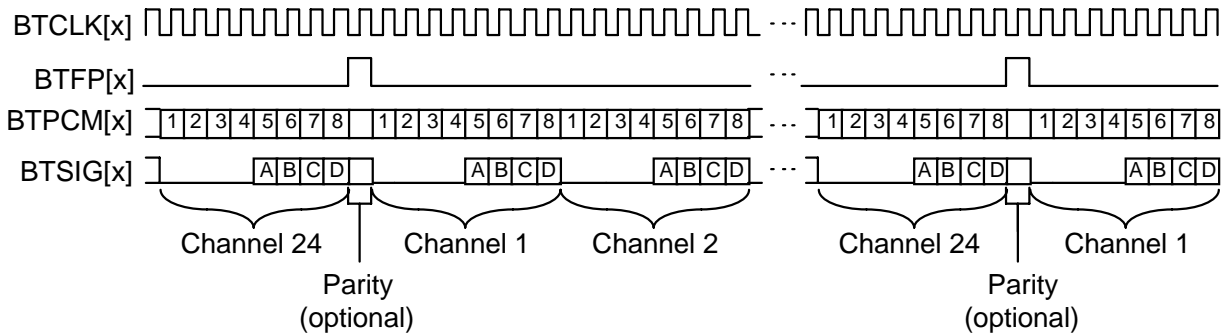 BTCLK[x] ...
BTFP[x] ...
BTPCM[x] 1 2 3 4 5 6 7 8 1 2 3 4 5 6 7 8 1 2 3 4 5 6 7 8 ... 1 2 3 4 5 6 7 8 1 2 3 4 5 6 7 8
BTSIG[x] A B C D A B C D A B C D ... A B C D A B C D
Channel 24 Channel 1 Channel 2 Channel 24 Channel 1
Parity Parity
(optional) (optional)